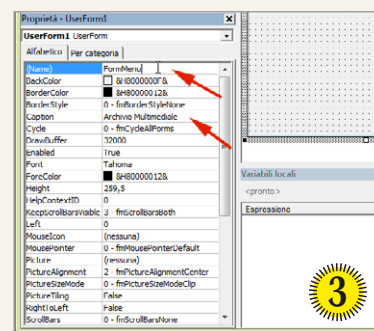 Proprietà - UserForm1
UserForm1 UserForm
Alfabetico Per categoria
(Name) FormMenu
BackColor &H8000000F&
BorderColor &H80000012&
BorderStyle 0 - fmBorderStyleNone
Caption Archivio Multimediale
Cycle 0 - fmCycleAllForms
DrawBuffer 32000
Enabled True
Font Tahoma
ForeColor &H80000012&
Height 259,5
HelpContextID 0
KeepScrollBarsVisible 3 - fmScrollBarsBoth
Left 0
MouseIcon (nessuna)
MousePointer 0 - fmMousePointerDefault
Picture (nessuna)
PictureAlignment 2 - fmPictureAlignmentCenter
PictureSizeMode 0 - fmPictureSizeModeClip
PictureTiling False
RightToLeft False
ScrollBars 0 - fmScrollBarsNone
Variabili locali
<pronto>
Espressione
3